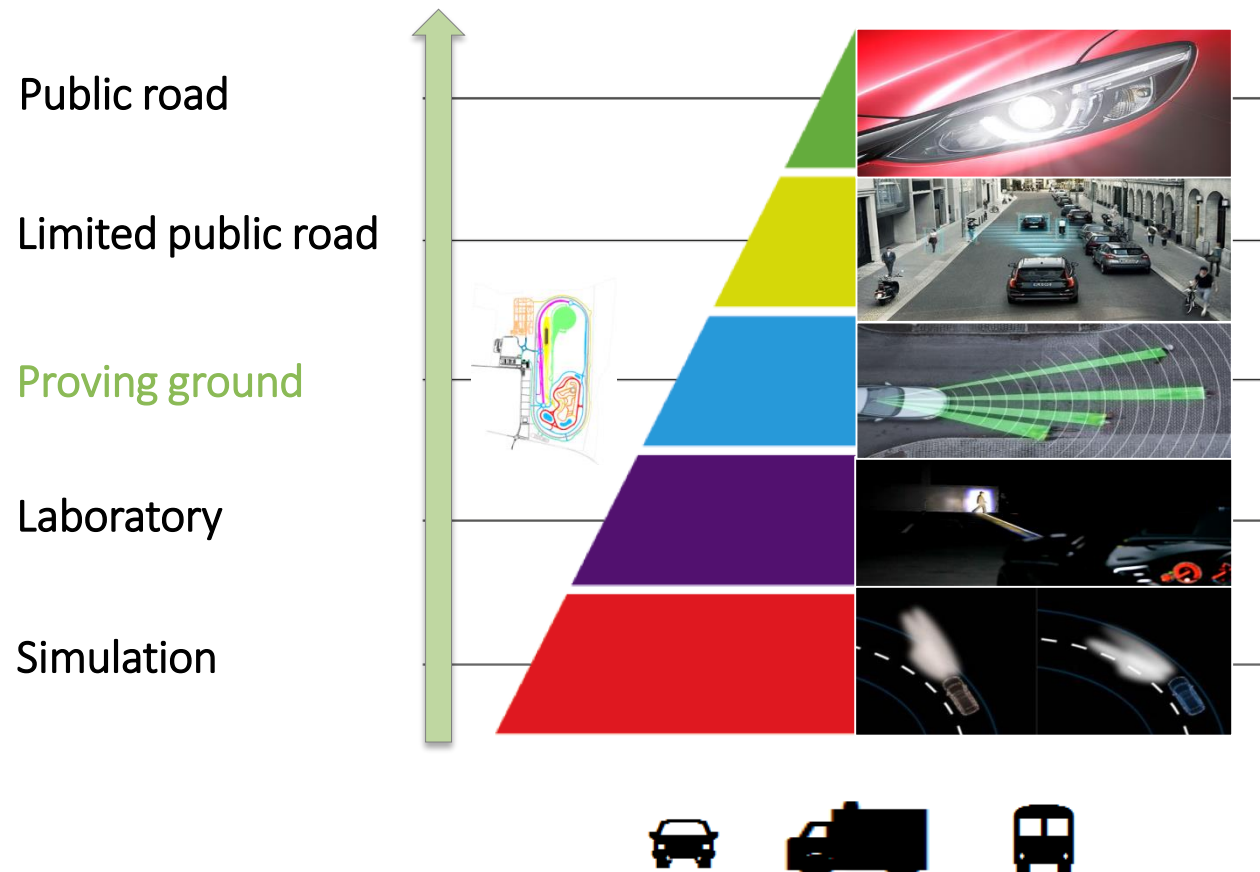 Public road
Limited public road
Proving ground
Laboratory
Simulation